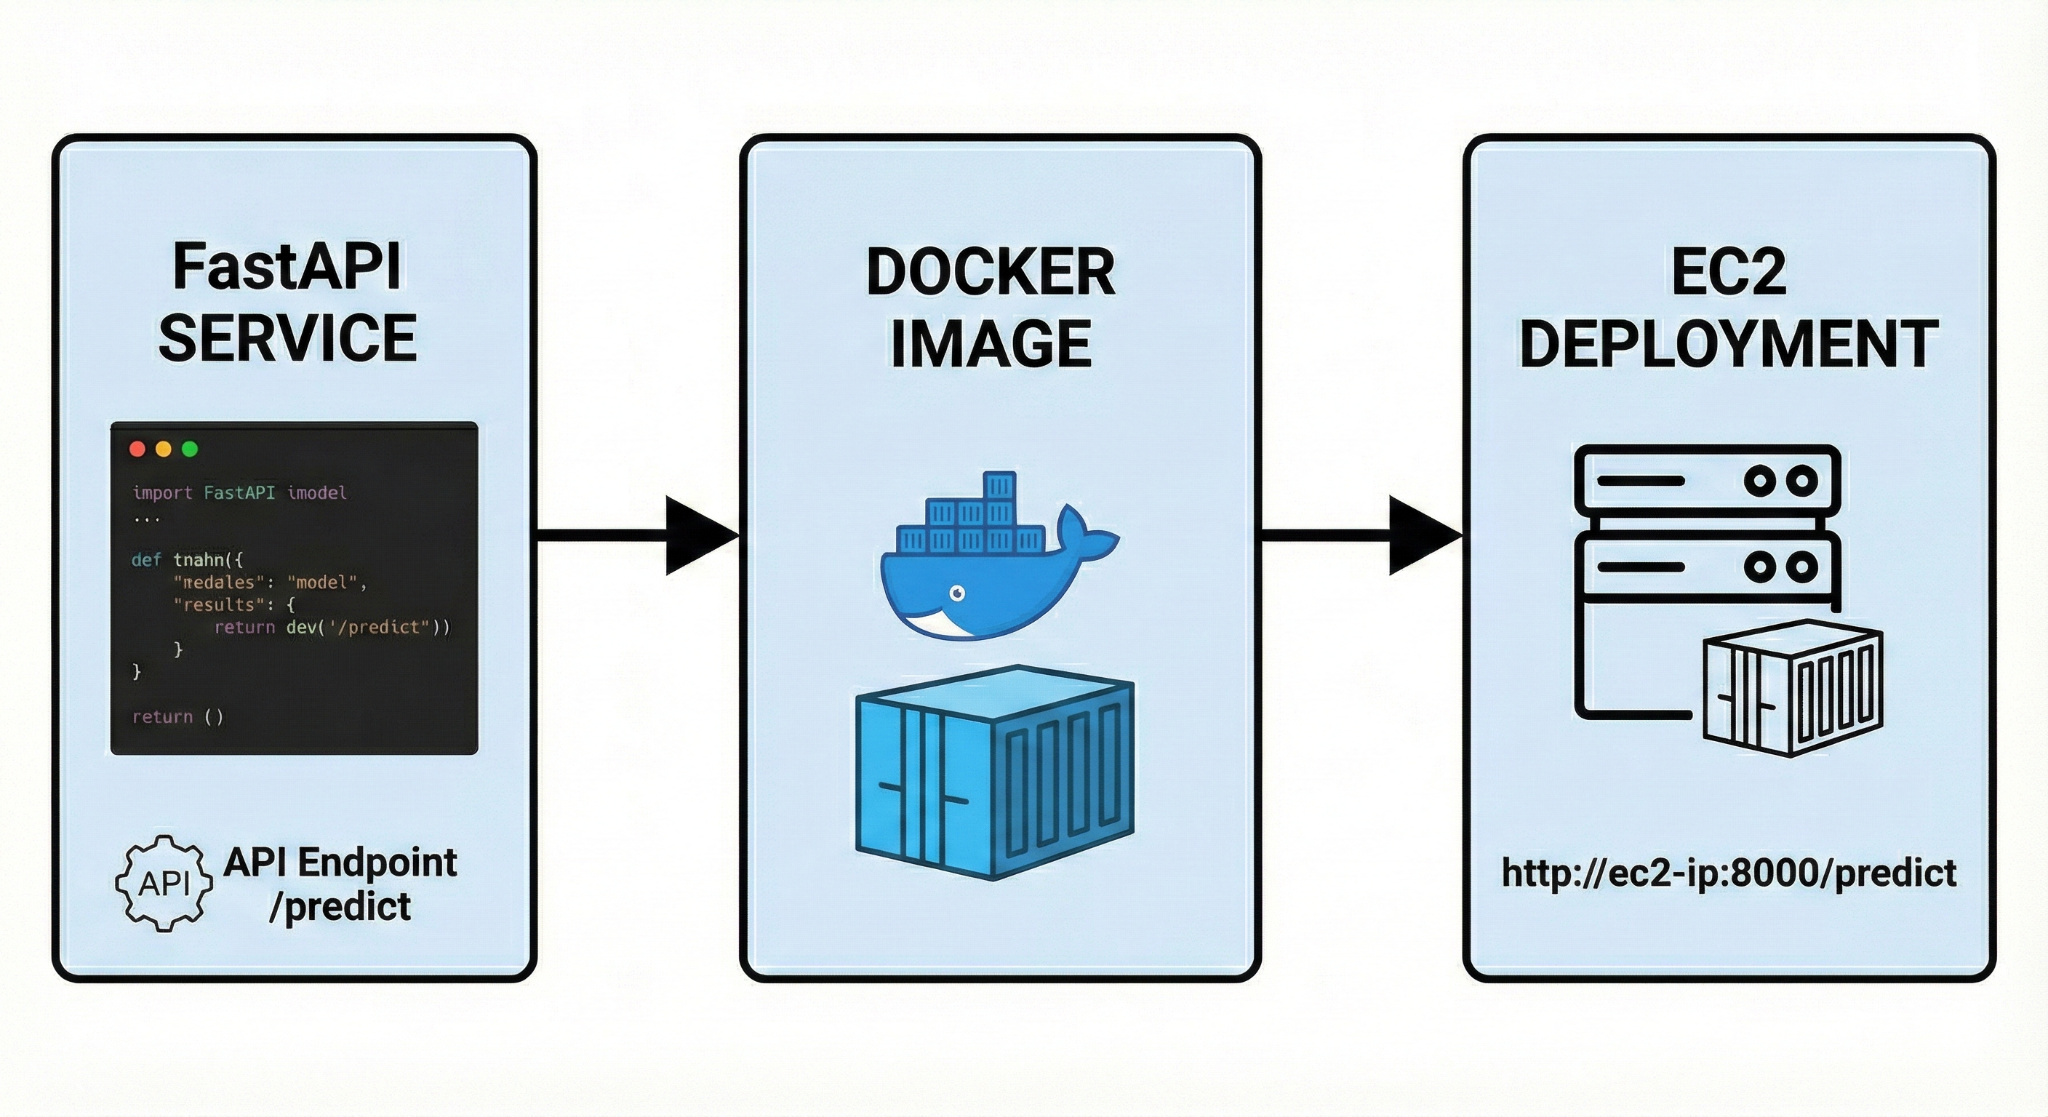 FastAPI
SERVICE
import FastAPI imodel
...
def tnahn({
"medales": "model",
"results": {
return dev('/predict"))
}
}
return ()
API
API Endpoint
/predict
DOCKER
IMAGE
EC2
DEPLOYMENT
http://ec2-ip:8000/predict